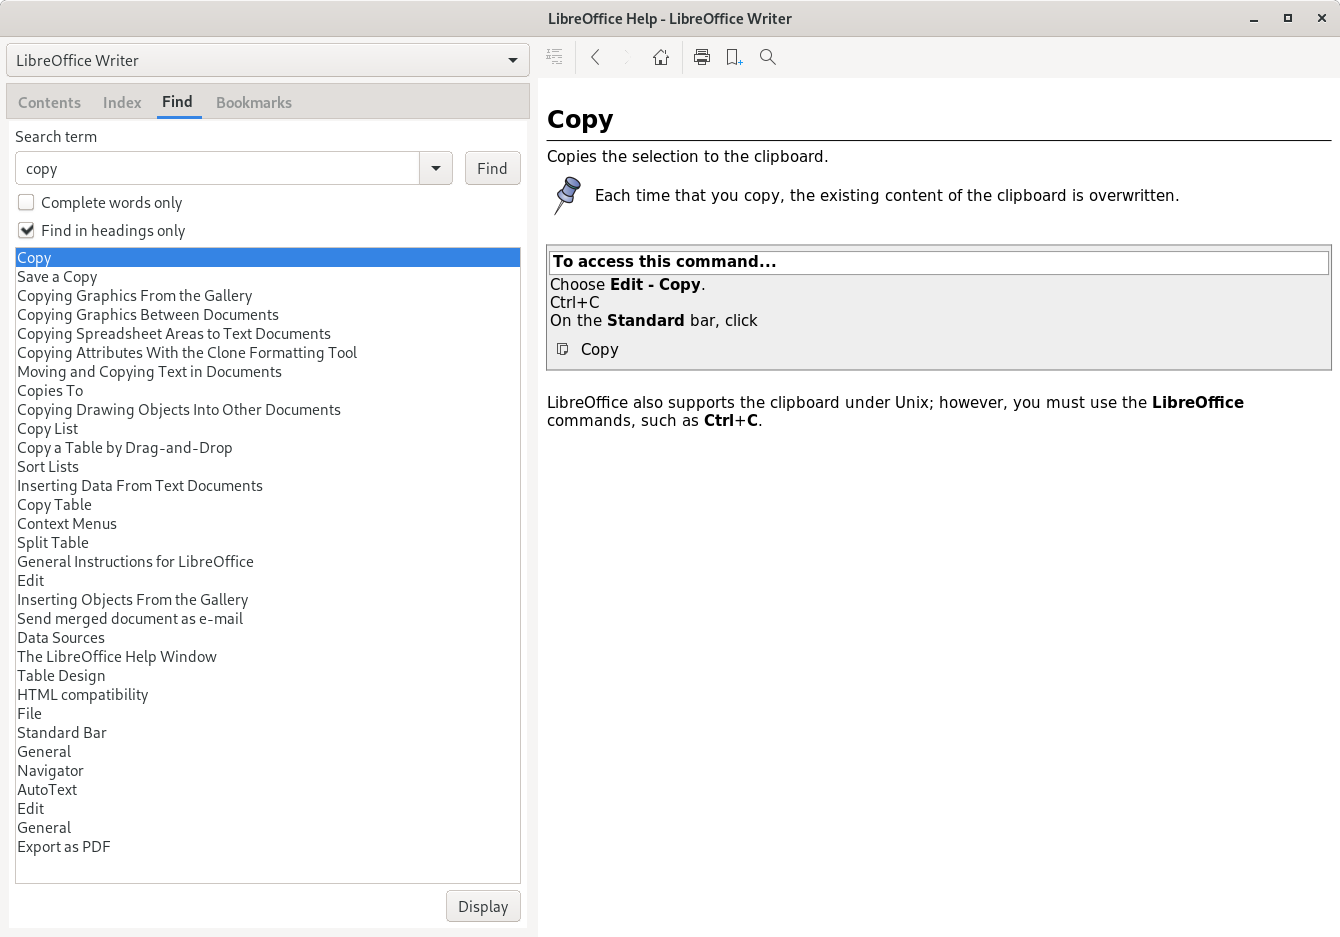 LibreOffice Help - LibreOffice Writer
LibreOffice Writer
Contents Index Find Bookmarks
Search term
copy
Find
Complete words only
Find in headings only
Copy
Save a Copy
Copying Graphics From the Gallery
Copying Graphics Between Documents
Copying Spreadsheet Areas to Text Documents
Copying Attributes With the Clone Formatting Tool
Moving and Copying Text in Documents
Copies To
Copying Drawing Objects Into Other Documents
Copy List
Copy a Table by Drag-and-Drop
Sort Lists
Inserting Data From Text Documents
Copy Table
Context Menus
Split Table
General Instructions for LibreOffice
Edit
Inserting Objects From the Gallery
Send merged document as e-mail
Data Sources
The LibreOffice Help Window
Table Design
HTML compatibility
File
Standard Bar
General
Navigator
AutoText
Edit
General
Export as PDF
Display
Copy
Copies the selection to the clipboard.
Each time that you copy, the existing content of the clipboard is overwritten.
To access this command...
Choose Edit - Copy.
Ctrl+C
On the Standard bar, click
Copy
LibreOffice also supports the clipboard under Unix; however, you must use the LibreOffice
commands, such as Ctrl+C.